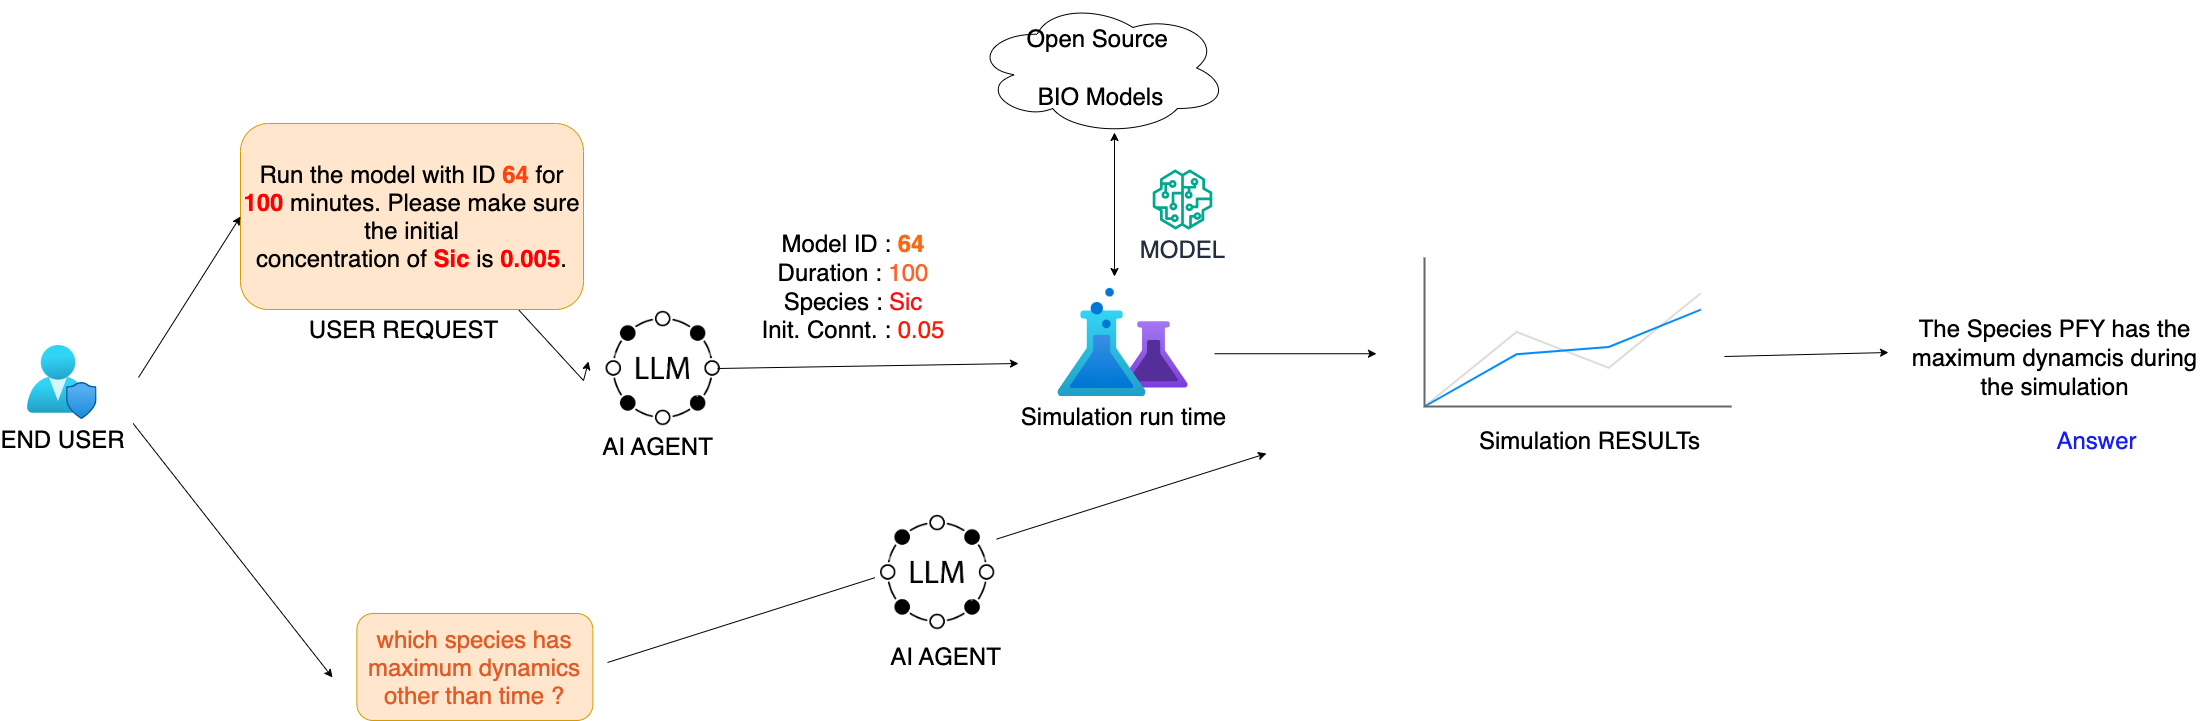 Open Source
BIO Models
Run the model with ID 64 for
100 minutes. Please make sure
the initial
concentration of Sic is 0.005.
USER REQUEST
END USER
LLM
AI AGENT
Model ID : 64
Duration : 100
Species : Sic
Init. Connt. : 0.05
MODEL
Simulation run time
Simulation RESULTs
The Species PFY has the
maximum dynamcis during
the simulation
Answer
which species has
maximum dynamics
other than time ?
LLM
AI AGENT